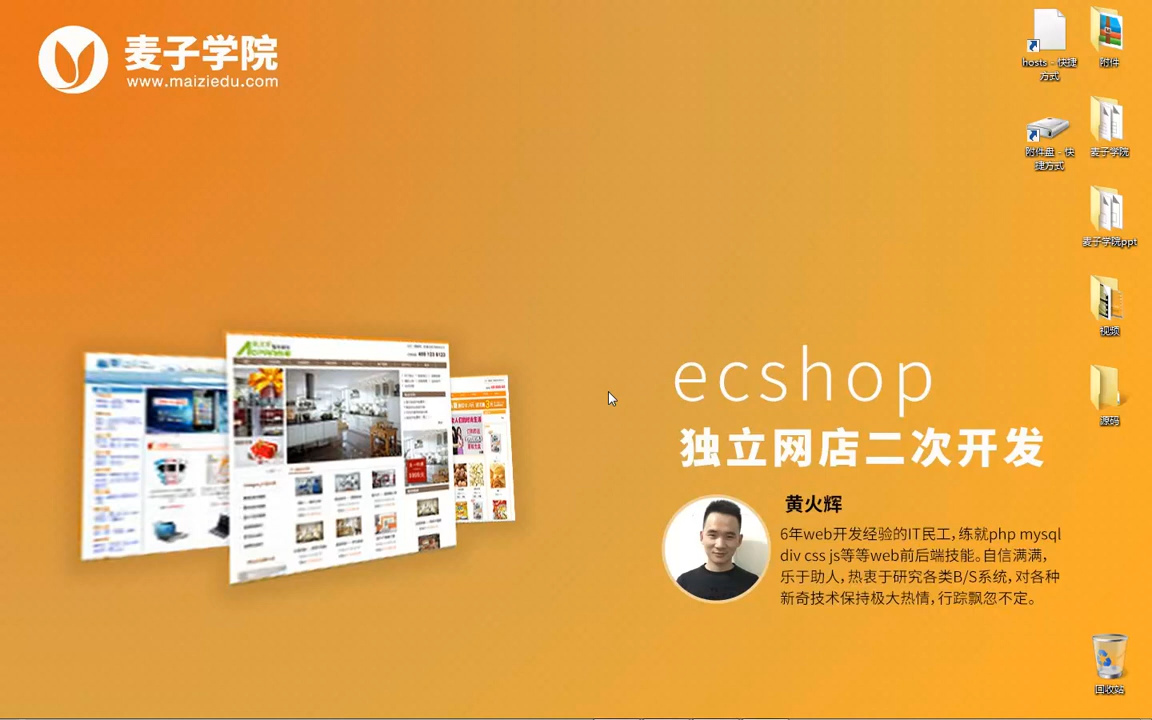 麦子学院
www.maiziedu.com
hosts - 快捷
方式
附件
附件盘 - 快
捷方式
麦子学院
麦子学院ppt
视频
源码
ecshop
独立网店二次开发
黄火辉
6年web开发经验的IT民工，练就php mysql
div css js等等web前后端技能。自信满满，
乐于助人，热衷于研究各类B/S系统，对各种
新奇技术保持极大热情，行踪飘忽不定。
回收站